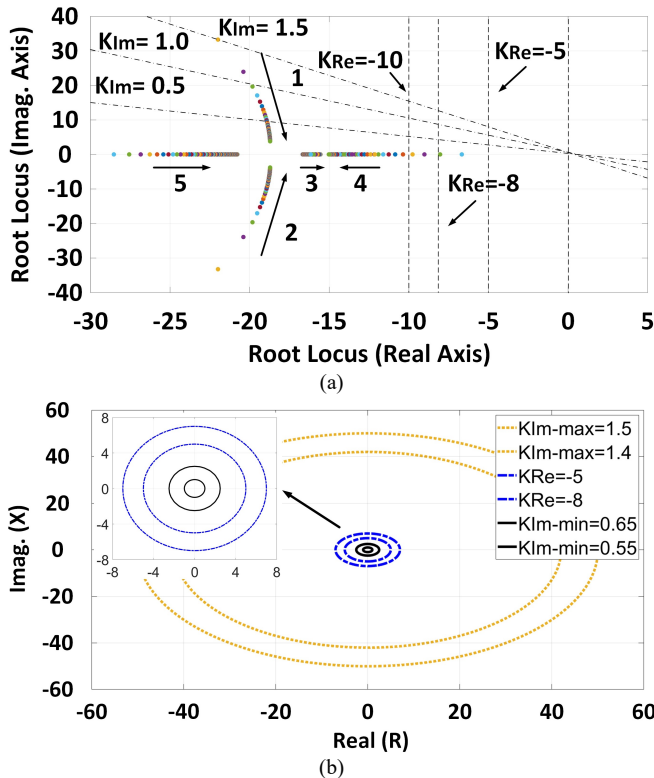 Root Locus (Imag. Axis)
40
30
20
10
0
-10
-20
-30
-40
KIm= 1.5
KIm= 1.0
KIm= 0.5
KRe=-10
KRe=-5
KRe=-8
1
2
3
4
5
-30
-25
-20
-15
-10
-5
0
5
Root Locus (Real Axis)
(a)
Imag. (X)
60
40
20
0
-20
-40
-60
8
4
0
-4
-8
-8
-4
0
4
8
KIm-max=1.5
KIm-max=1.4
KRe=-5
KRe=-8
KIm-min=0.65
KIm-min=0.55
-60
-40
-20
0
20
40
60
Real (R)
(b)